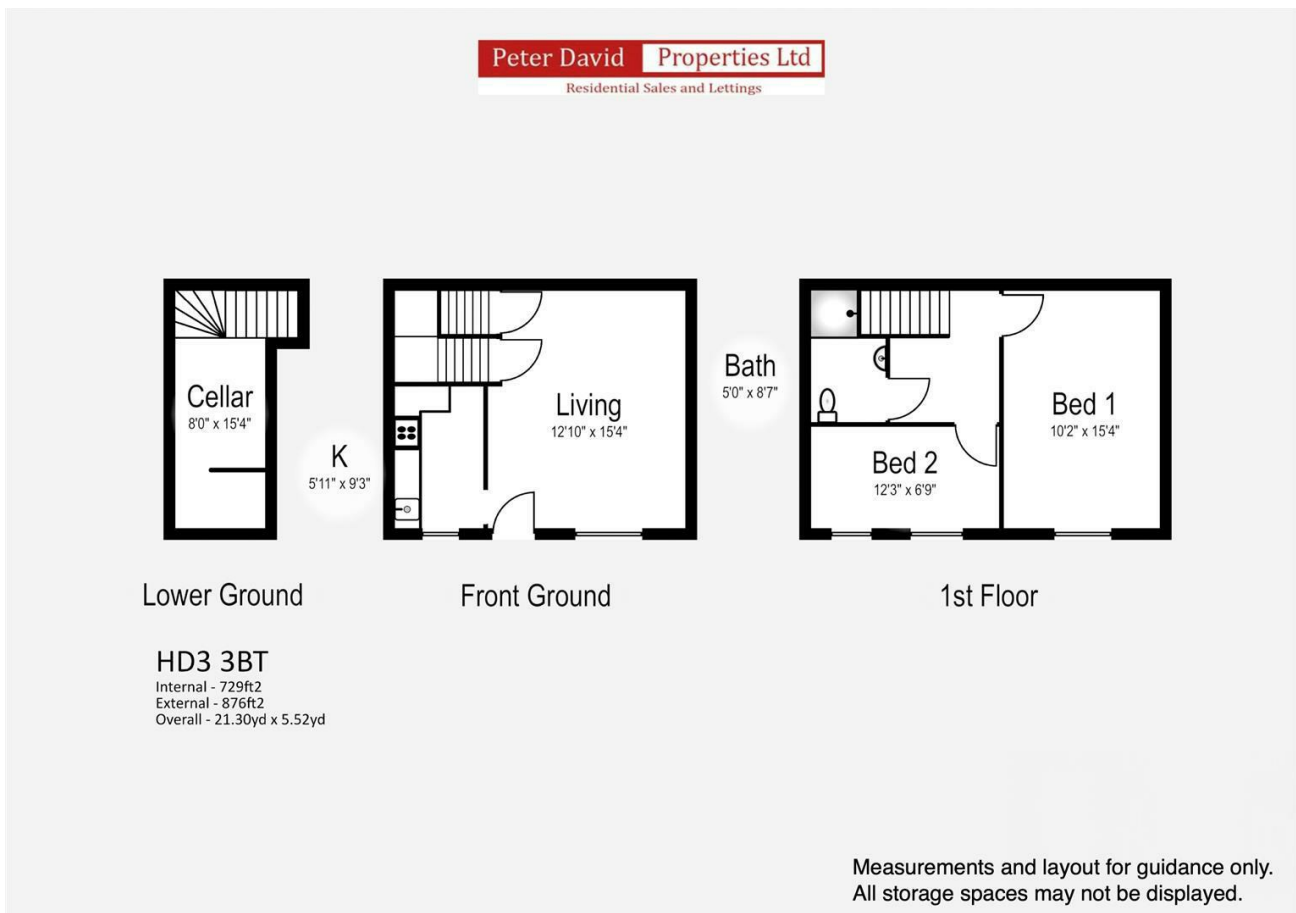 Peter David Properties Ltd
Residential Sales and Lettings
Cellar
8'0" x 15'4"
K
5'11" x 9'3"
Living
12'10" x 15'4"
Bath
5'0" x 8'7"
Bed 1
10'2" x 15'4"
Bed 2
12'3" x 6'9"
Lower Ground
Front Ground
1st Floor
HD3 3BT
Internal - 729ft2
External - 876ft2
Overall - 21.30yd x 5.52yd
Measurements and layout for guidance only.
All storage spaces may not be displayed.